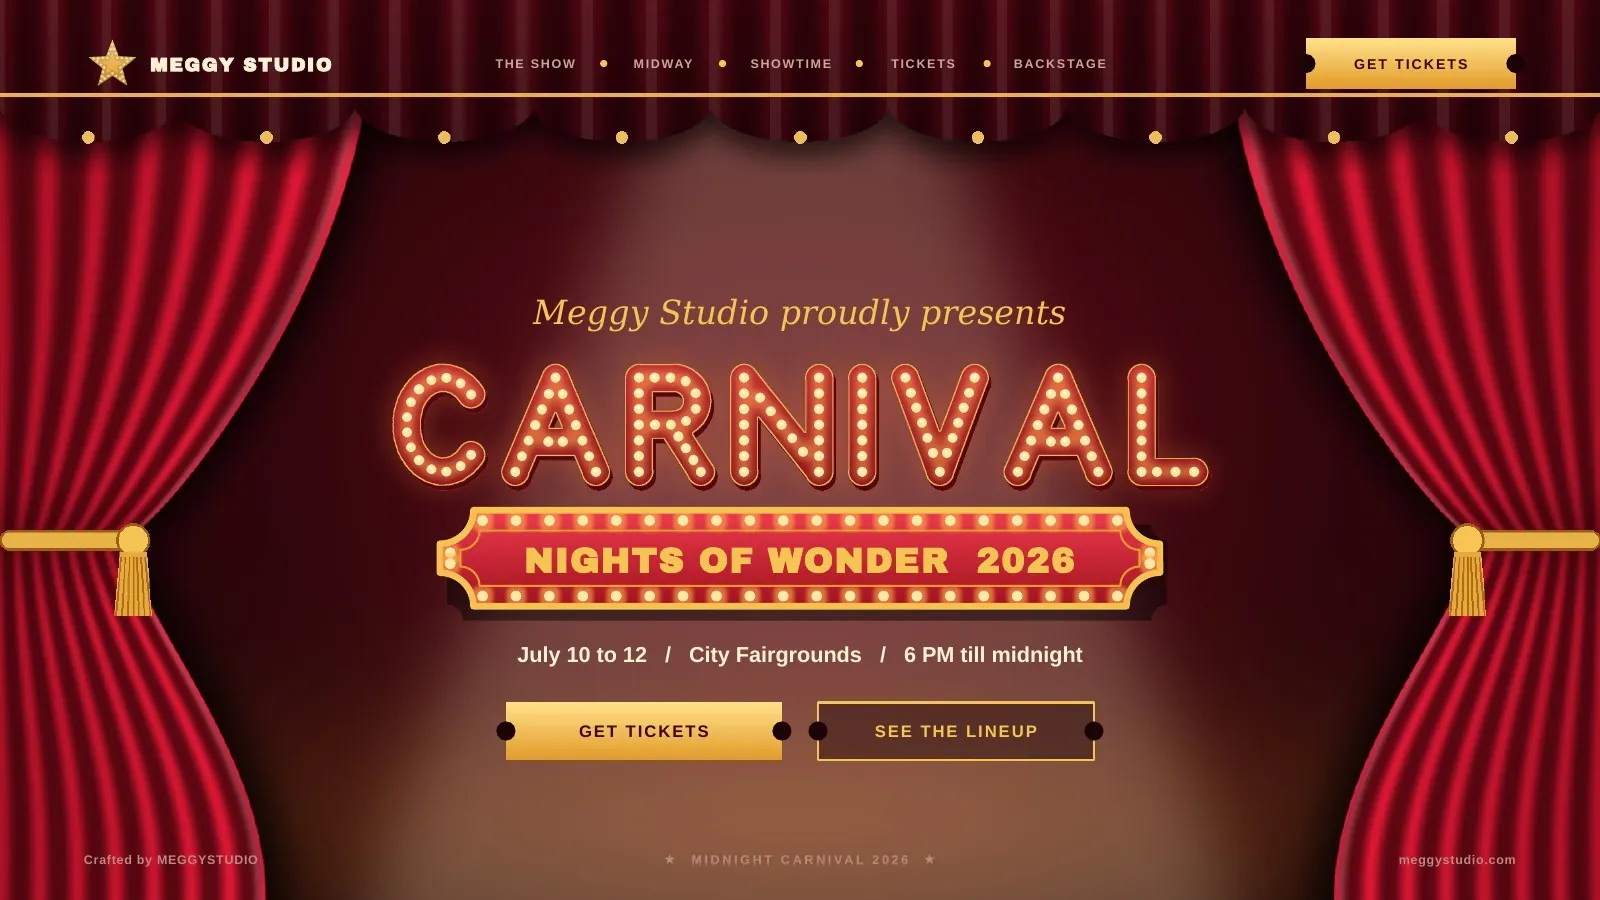 MEGGY STUDIO
THE SHOW • MIDWAY • SHOWTIME • TICKETS • BACKSTAGE
GET TICKETS
Meggy Studio proudly presents
CARNIVAL
NIGHTS OF WONDER 2026
July 10 to 12 / City Fairgrounds / 6 PM till midnight
GET TICKETS
SEE THE LINEUP
Crafted by MEGGYSTUDIO
★ MIDNIGHT CARNIVAL 2026 ★
meggystudio.com